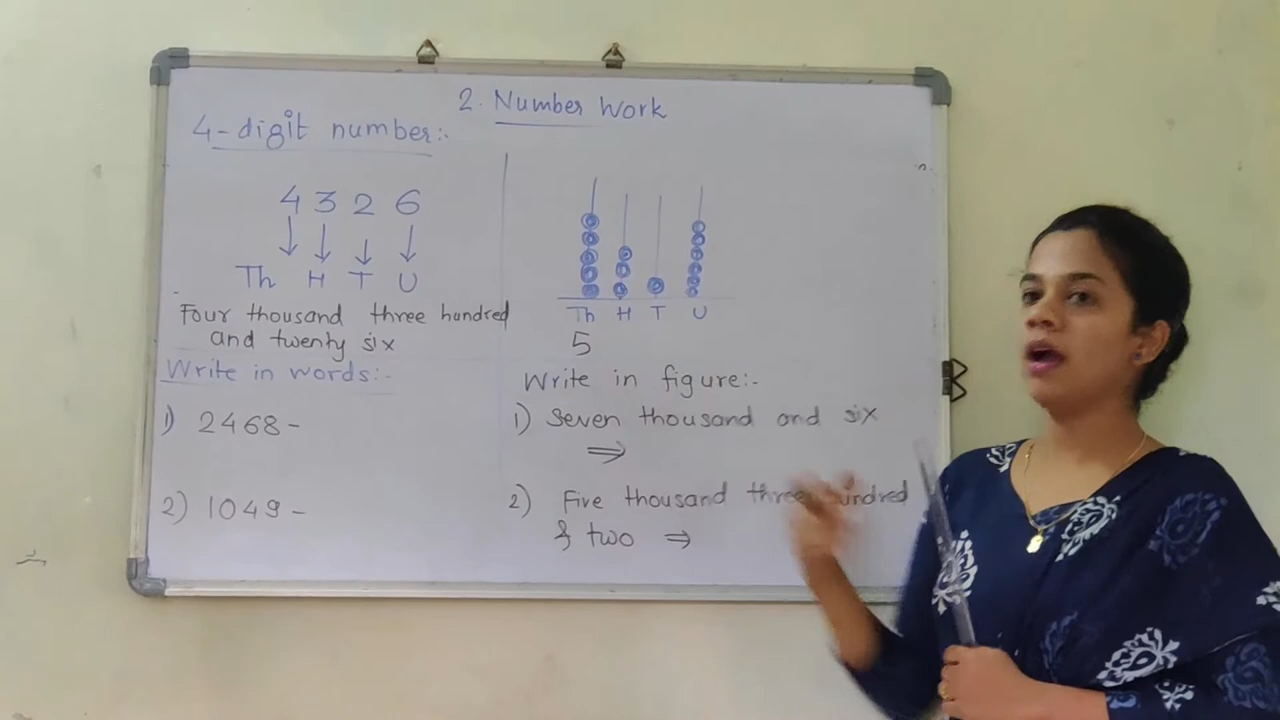 2. Number Work
4-digit number:-
4 3 2 6
Th H T U
Four thousand three hundred
and twenty six
Write in words:-
1) 2468-
2) 1049-
Th H T U
5
Write in figure:-
1) Seven thousand and six
⇒
2) Five thousand three hundred
& two ⇒